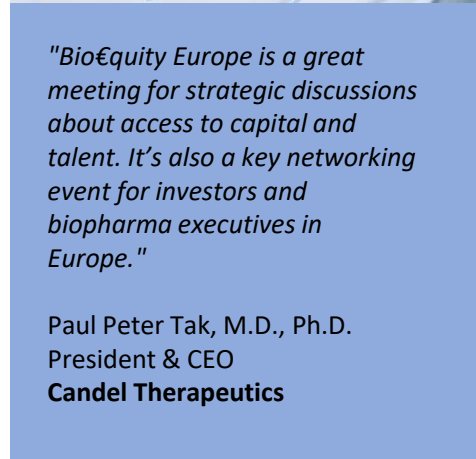 "Bio€quity Europe is a great
meeting for strategic discussions
about access to capital and
talent. It’s also a key networking
event for investors and
biopharma executives in
Europe."
Paul Peter Tak, M.D., Ph.D.
President & CEO
Candel Therapeutics